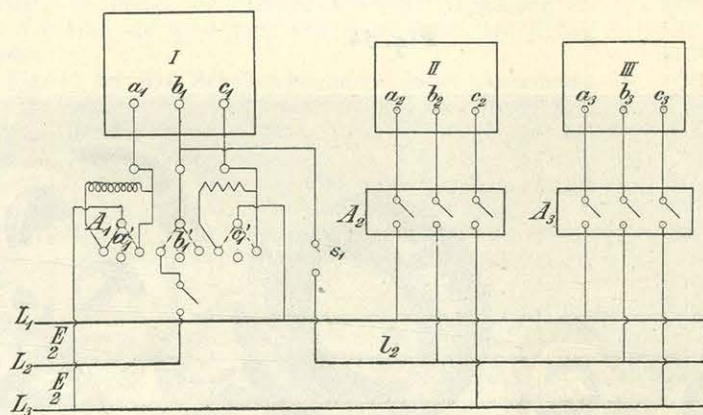 I
II
III
a₁ b₁ c₁
a₂ b₂ c₂
a₃ b₃ c₃
A₁ a₁' b₁' c₁'
A₂
A₃
s₁
L₁
E/2
L₂
l₂
E/2
L₃